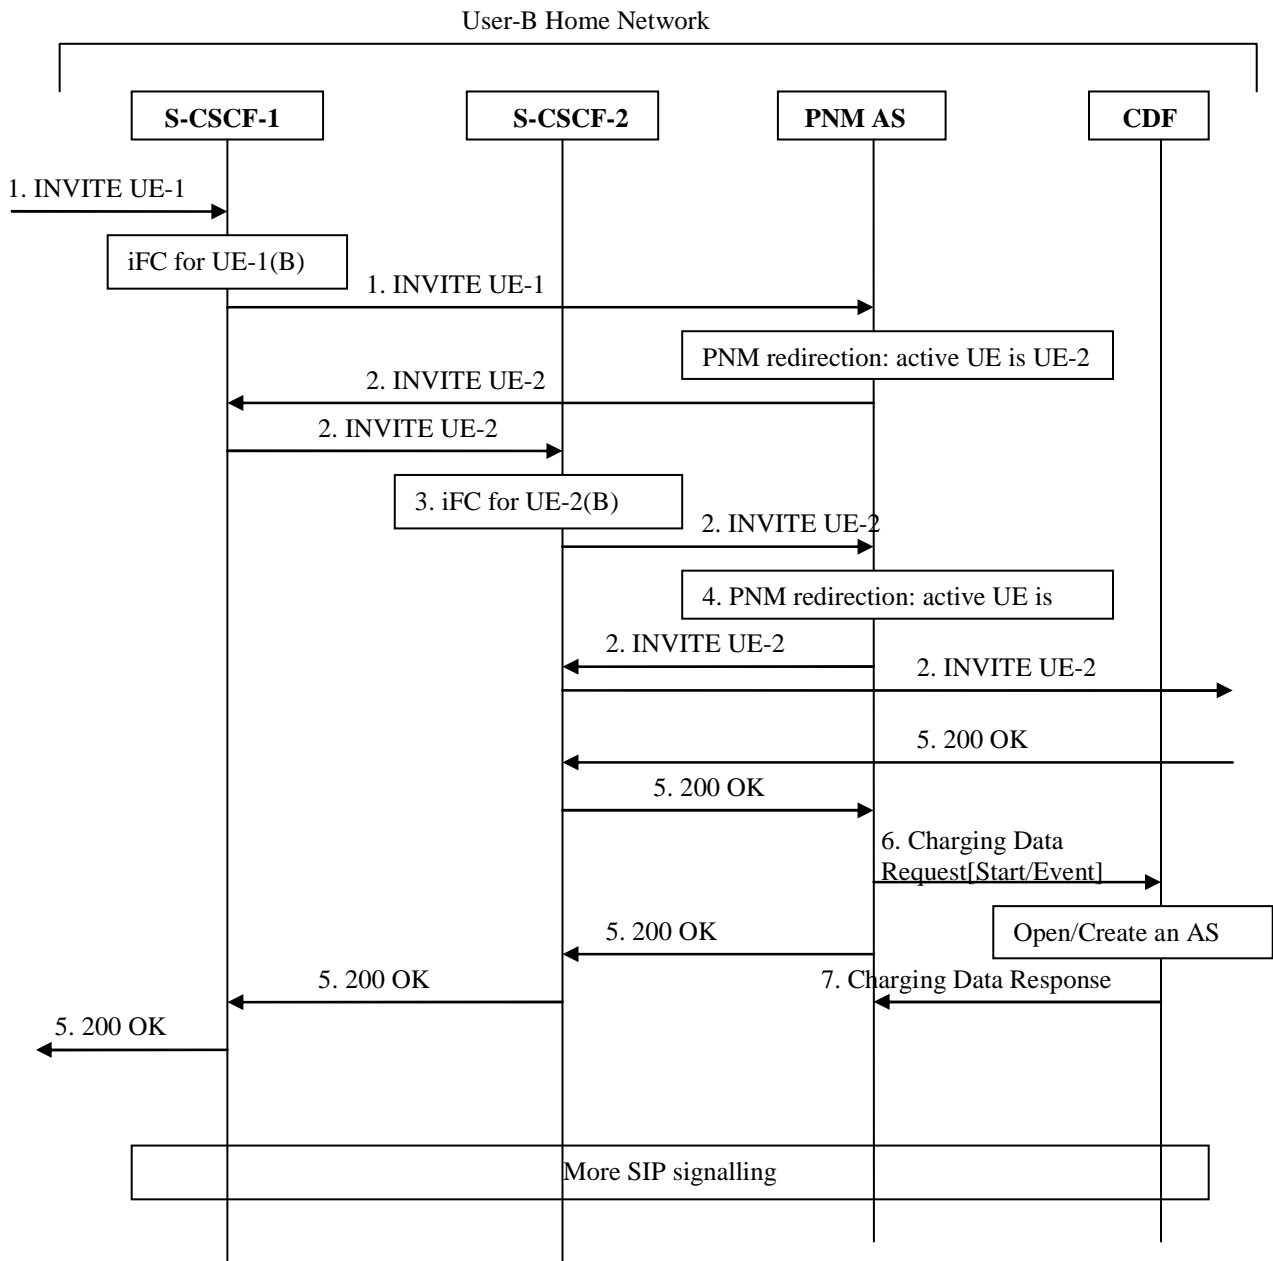 User-B Home Network
S-CSCF-1
S-CSCF-2
PNM AS
CDF
1. INVITE UE-1
iFC for UE-1(B)
1. INVITE UE-1
PNM redirection: active UE is UE-2
2. INVITE UE-2
2. INVITE UE-2
3. iFC for UE-2(B)
2. INVITE UE-2
4. PNM redirection: active UE is
2. INVITE UE-2
2. INVITE UE-2
5. 200 OK
5. 200 OK
6. Charging Data
Request[Start/Event]
Open/Create an AS
5. 200 OK
7. Charging Data Response
5. 200 OK
5. 200 OK
More SIP signalling